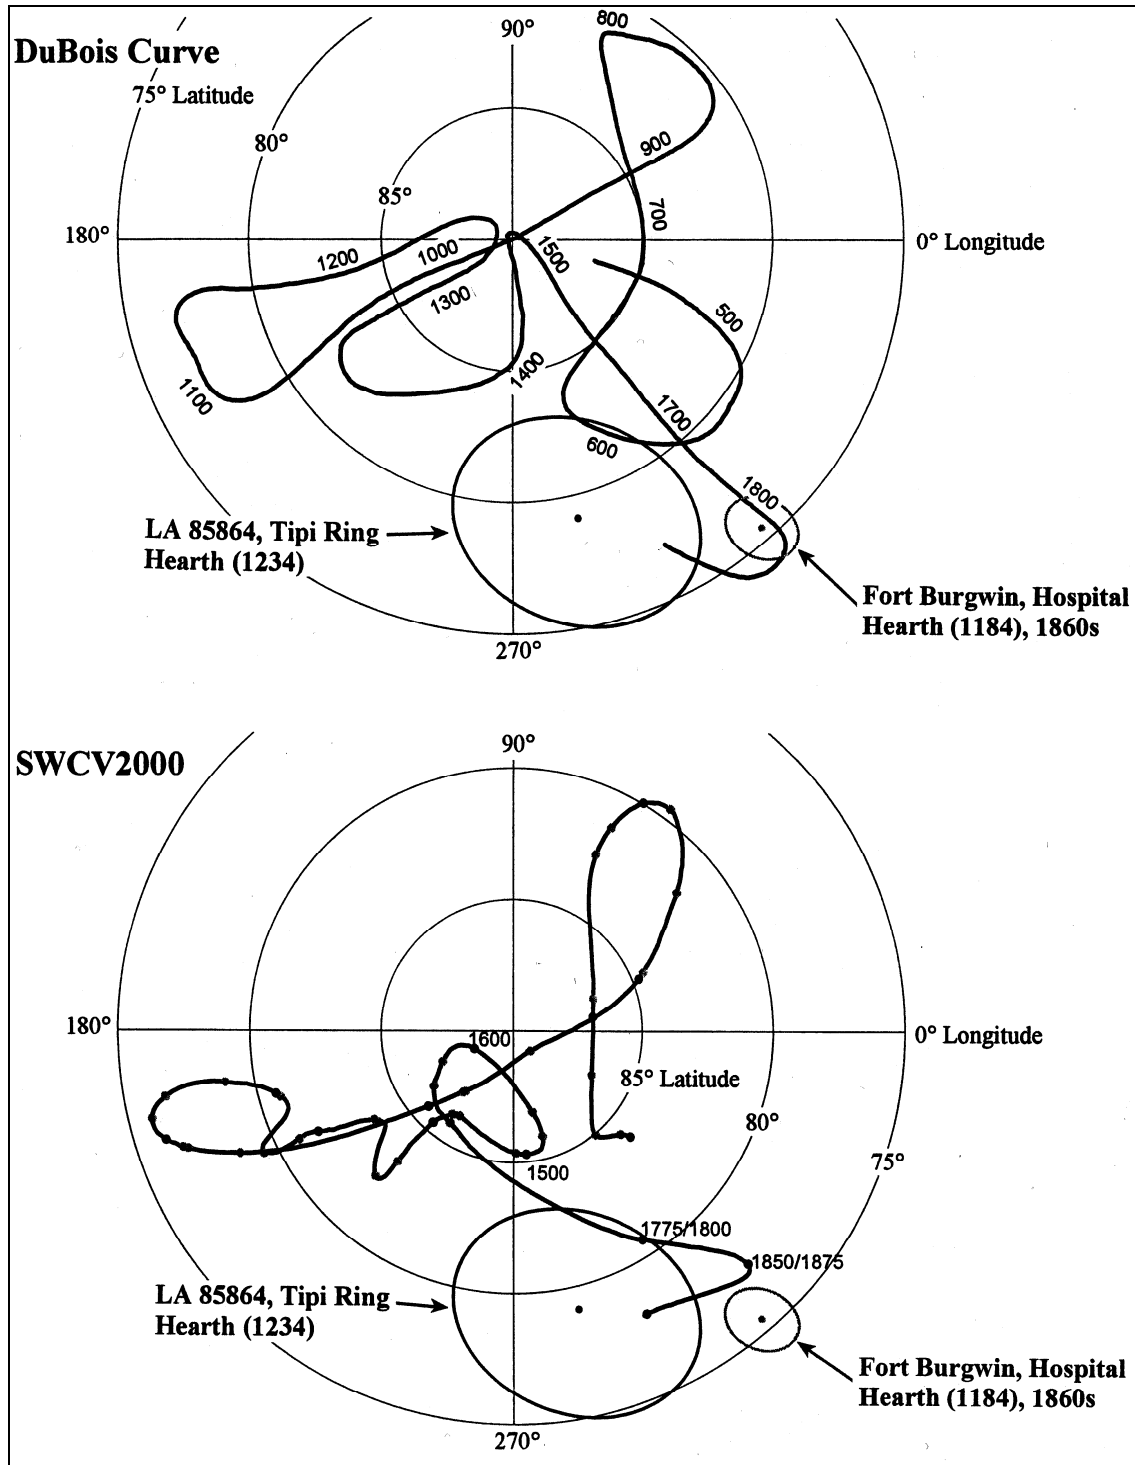 DuBois Curve
800
90°
75° Latitude
80°
900
85°
700
180°
0° Longitude
1500
1200
1000
1300
500
1400
1100
1700
600
1800
LA 85864, Tipi Ring
Hearth (1234)
Fort Burgwin, Hospital
Hearth (1184), 1860s
270°
SWCV2000
90°
180°
1600
0° Longitude
85° Latitude
80°
75°
1500
1775/1800
1850/1875
LA 85864, Tipi Ring
Hearth (1234)
Fort Burgwin, Hospital
Hearth (1184), 1860s
270°